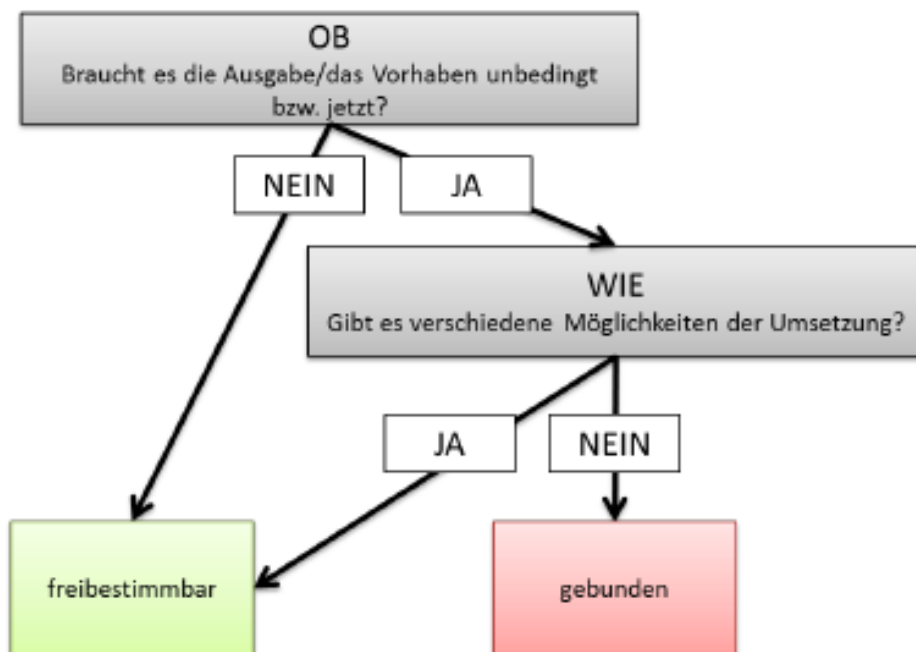 OB
Braucht es die Ausgabe/das Vorhaben unbedingt
bzw. jetzt?
NEIN
JA
WIE
Gibt es verschiedene Möglichkeiten der Umsetzung?
JA
NEIN
freibestimmbar
gebunden